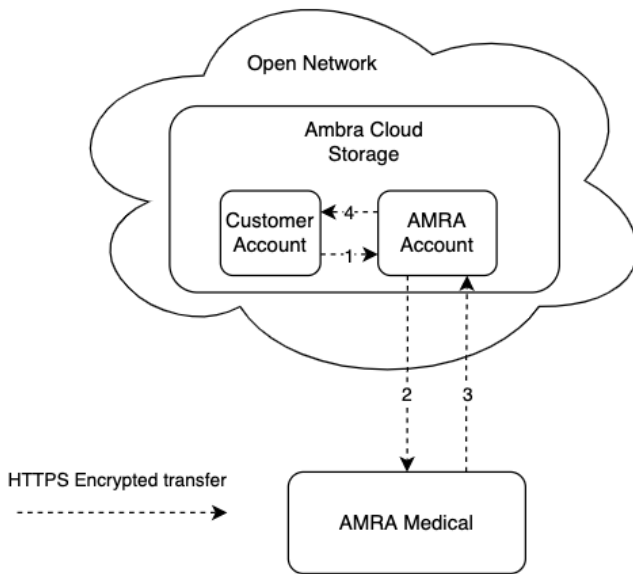 Open Network
Ambra Cloud
Storage
Customer
Account
4
1
AMRA
Account
2
3
HTTPS Encrypted transfer
AMRA Medical